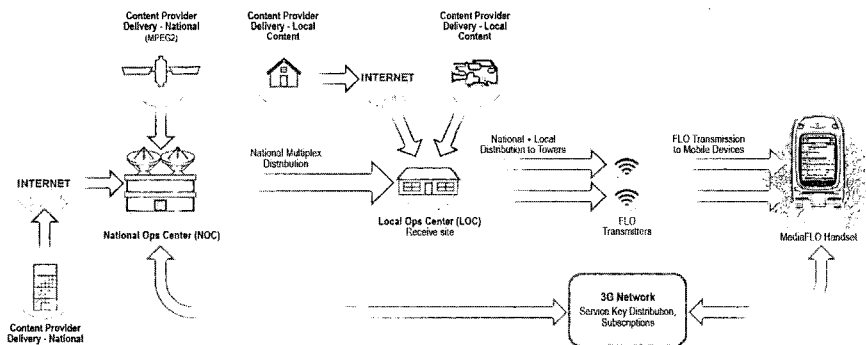 Content Provider
Delivery - National
(MPEG2)
Content Provider
Delivery - Local
Content
Content Provider
Delivery - Local
Content
INTERNET
National Multiplex
Distribution
National + Local
Distribution to Towers
FLO Transmission
to Mobile Devices
INTERNET
National Ops Center (NOC)
Local Ops Center (LOC)
Receive site
FLO
Transmitters
MediaFLO Handset
3G Network
Service Key Distribution,
Subscriptions
Content Provider
Delivery - National